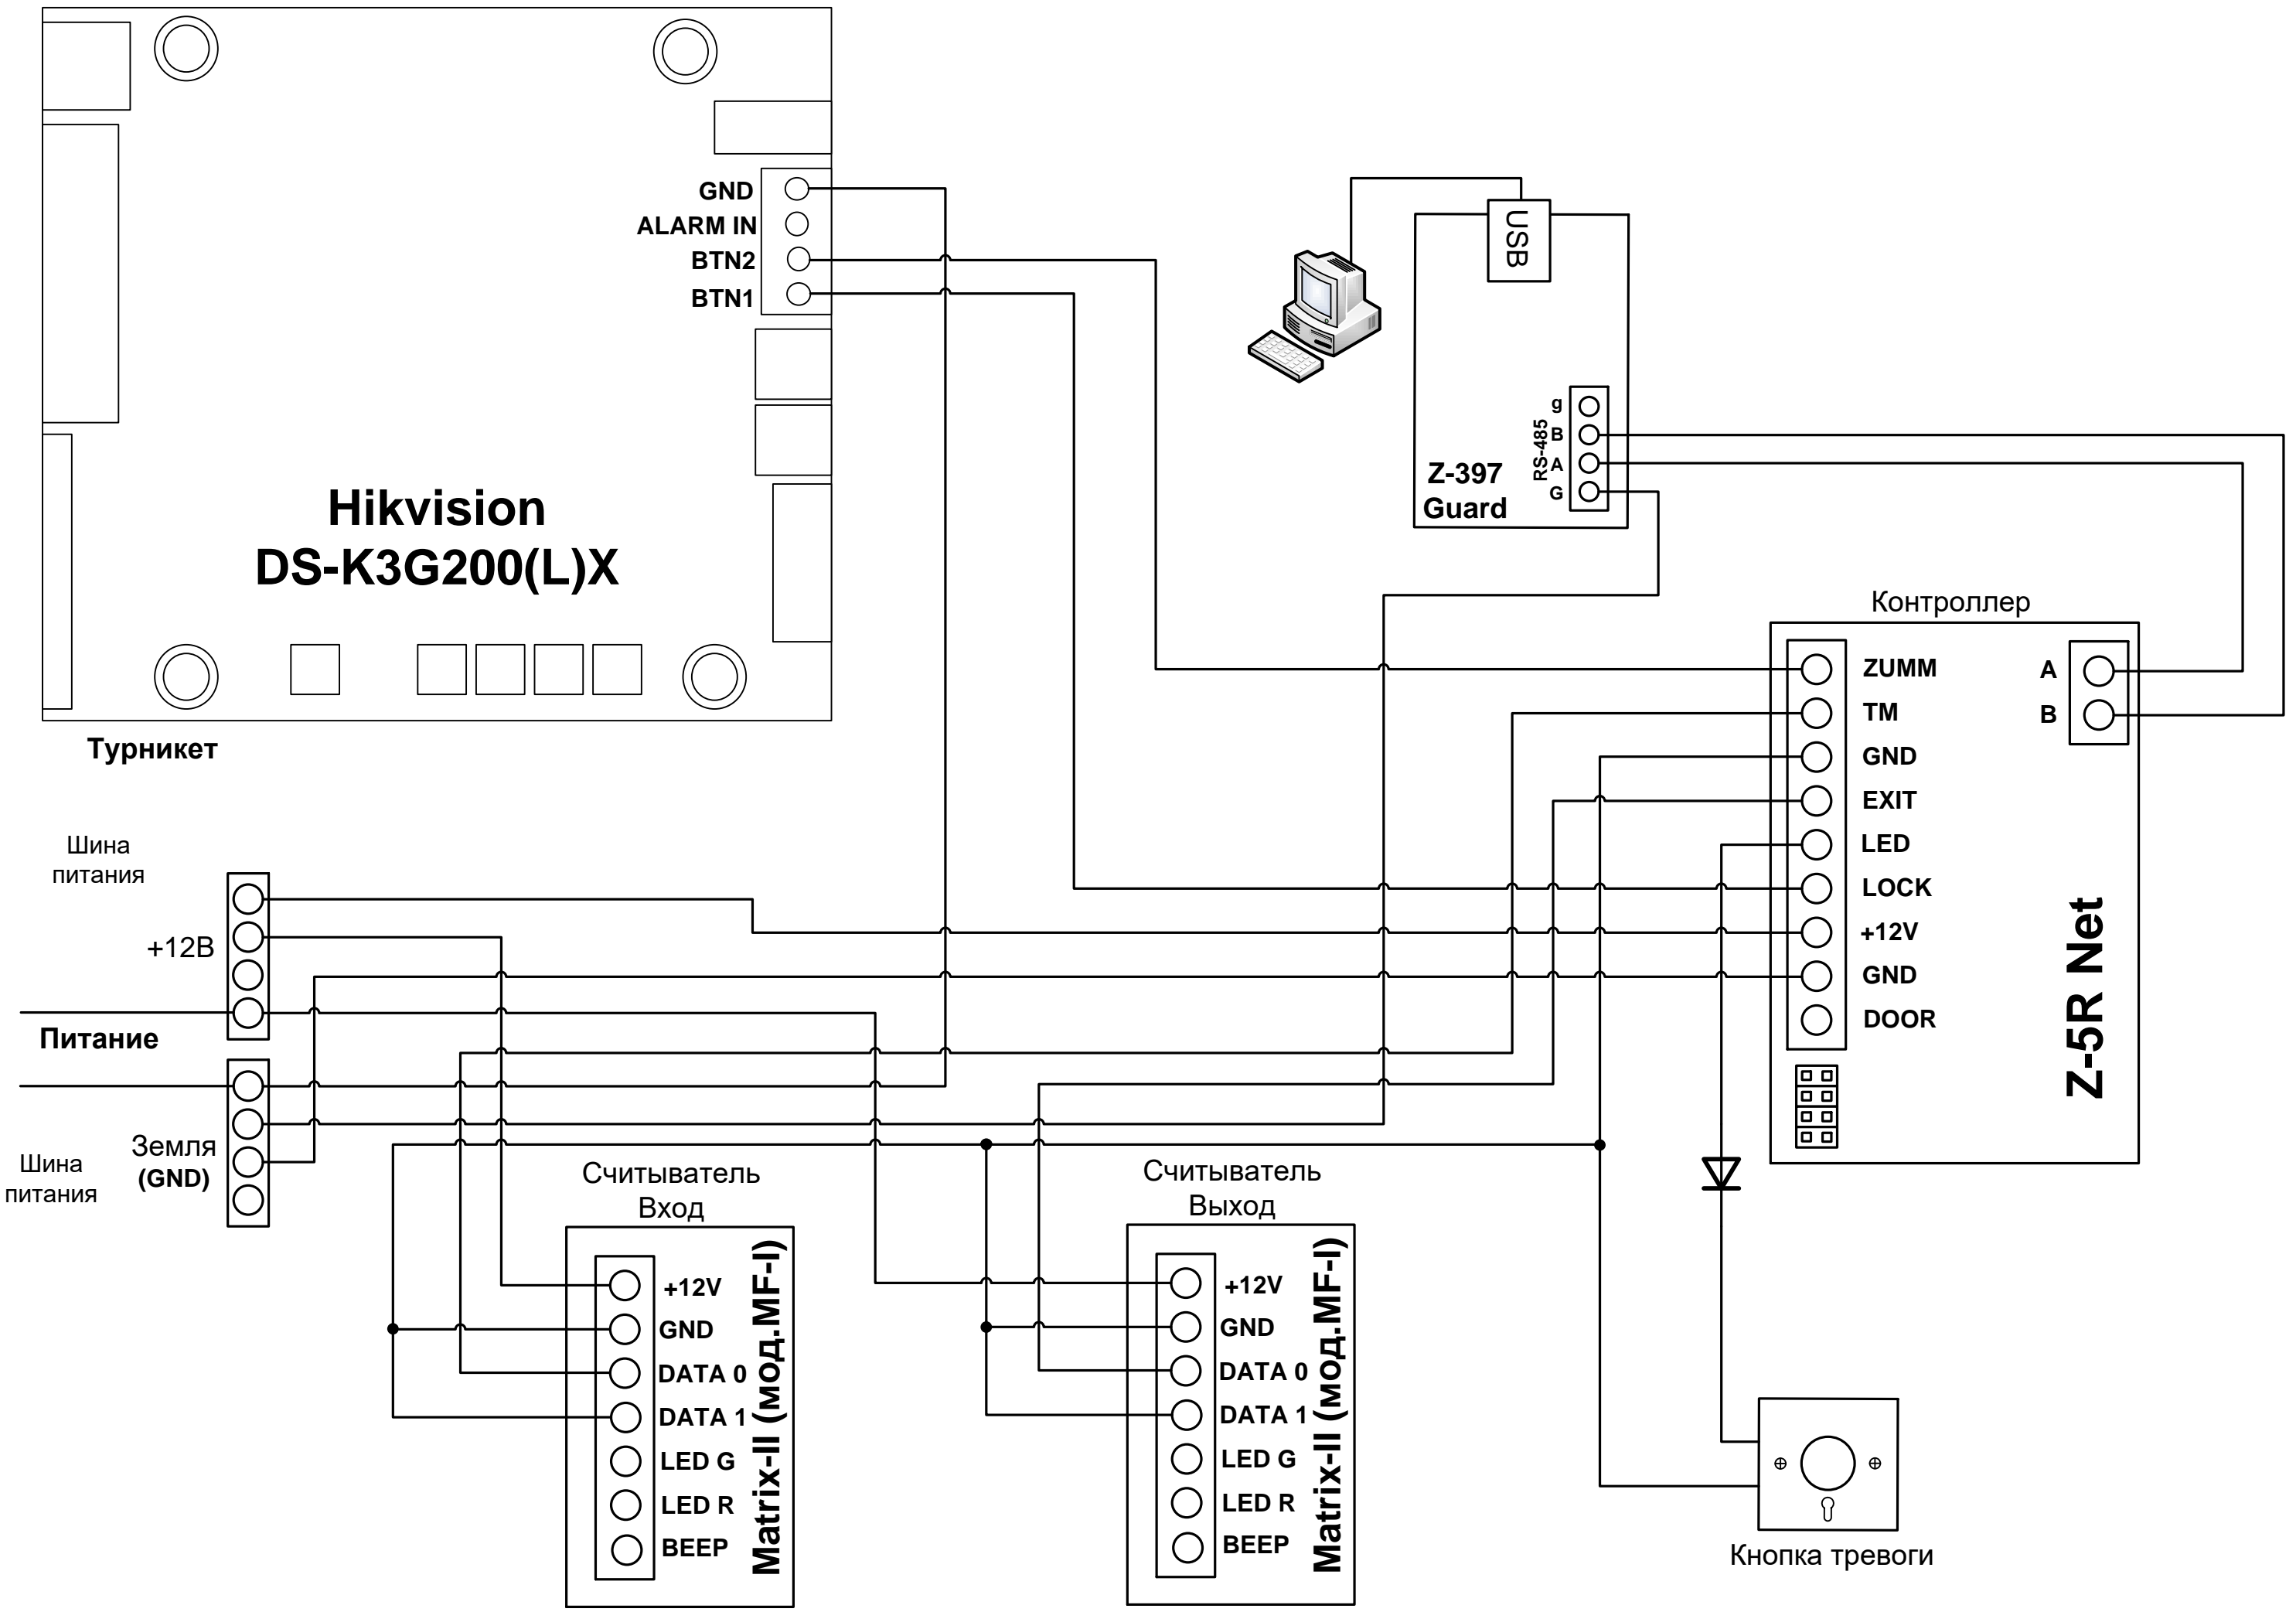 GND
ALARM IN
BTN2
BTN1
Hikvision
DS-K3G200(L)X
Турникет
USB
g
B
A
G
RS-485
Z-397
Guard
Контроллер
ZUMM
TM
GND
EXIT
LED
LOCK
+12V
GND
DOOR
A
B
Z-5R Net
Шина
питания
+12В
Питание
Земля
(GND)
Шина
питания
Считыватель
Вход
+12V
GND
DATA 0
DATA 1
LED G
LED R
BEEP
Matrix-II (мод.MF-I)
Считыватель
Выход
+12V
GND
DATA 0
DATA 1
LED G
LED R
BEEP
Matrix-II (мод.MF-I)
Кнопка тревоги